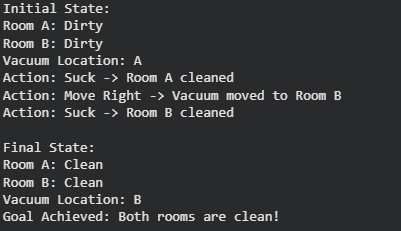 Initial State:
Room A: Dirty
Room B: Dirty
Vacuum Location: A
Action: Suck -> Room A cleaned
Action: Move Right -> Vacuum moved to Room B
Action: Suck -> Room B cleaned

Final State:
Room A: Clean
Room B: Clean
Vacuum Location: B
Goal Achieved: Both rooms are clean!